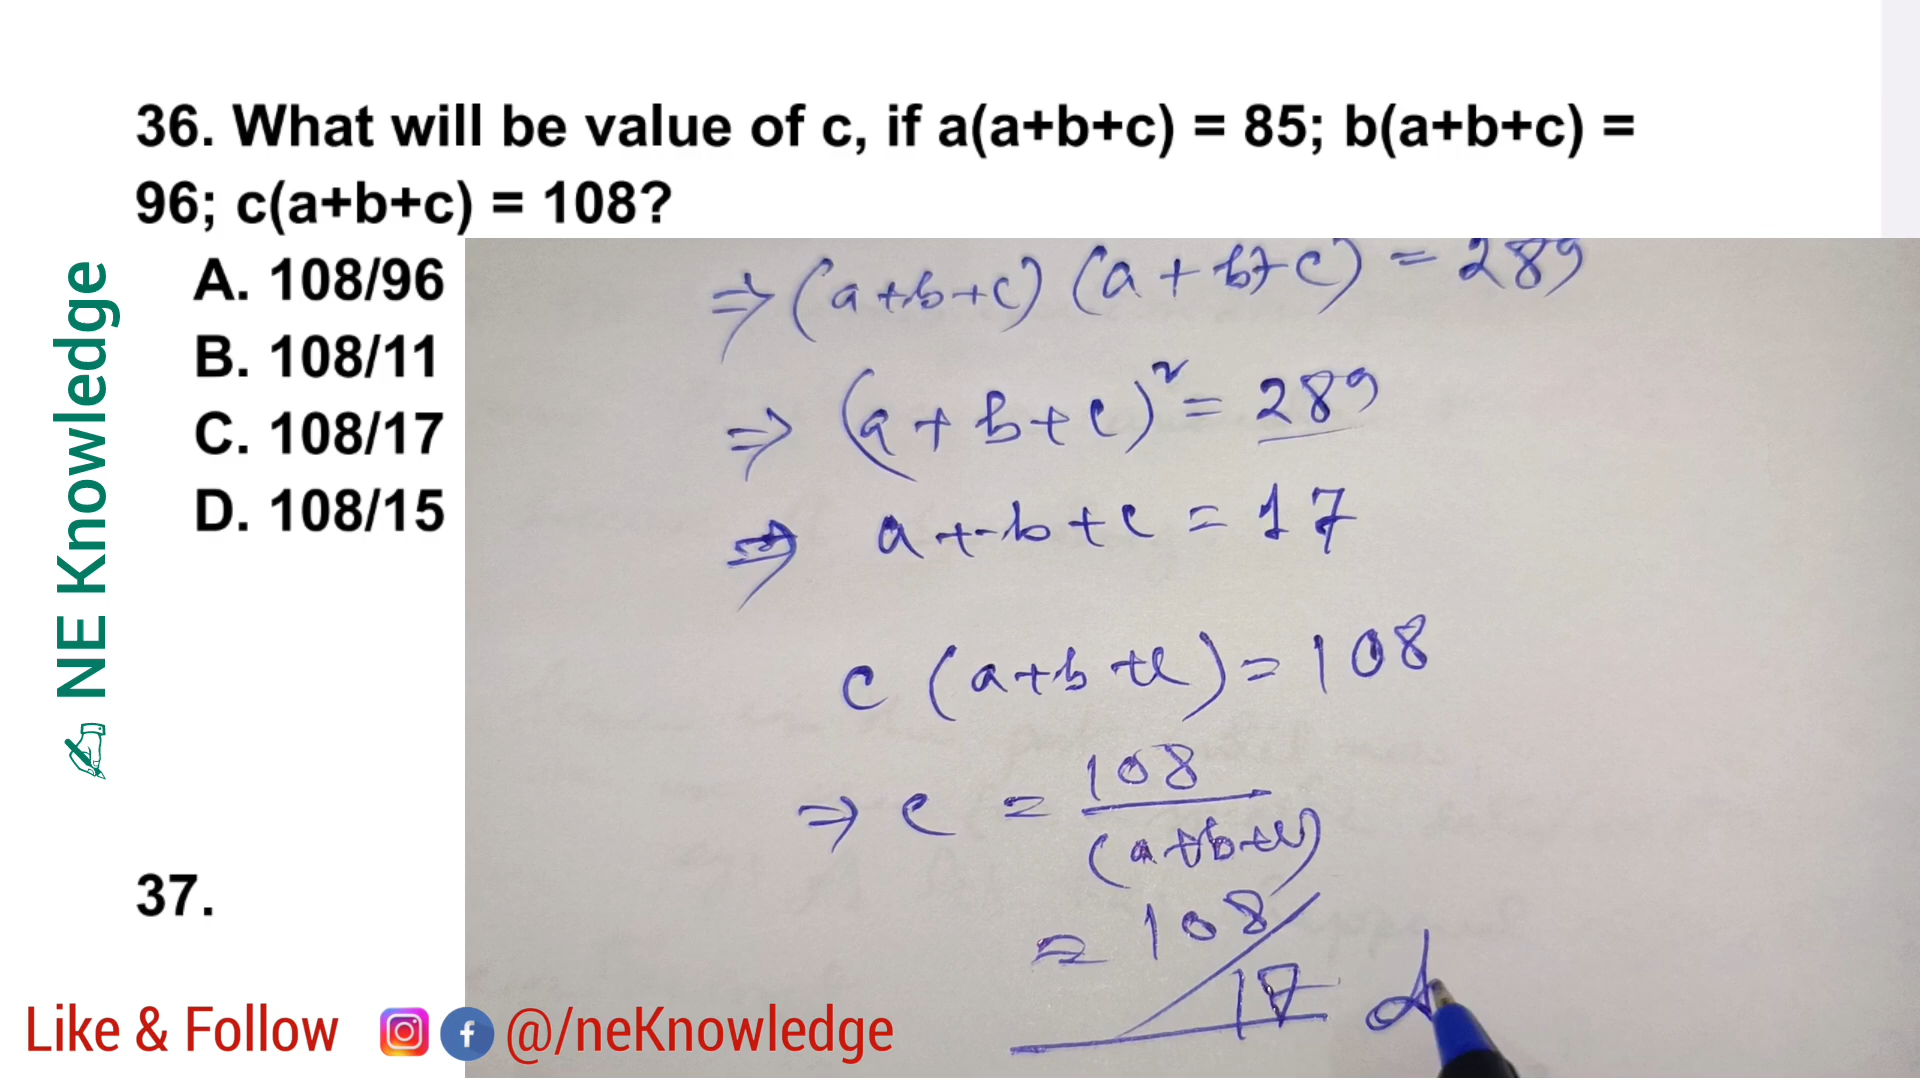 36. What will be value of c, if a(a+b+c) = 85; b(a+b+c) =
96; c(a+b+c) = 108?
A. 108/96
B. 108/11
C. 108/17
D. 108/15
37.
⇒ (a+b+c) (a+b+c) = 289
⇒ (a+b+c)² = 289
⇒ a+b+c = 17
c (a+b+c) = 108
⇒ c = 108/(a+b+c)
= 108/17
✍ NE Knowledge
Like & Follow @/neKnowledge